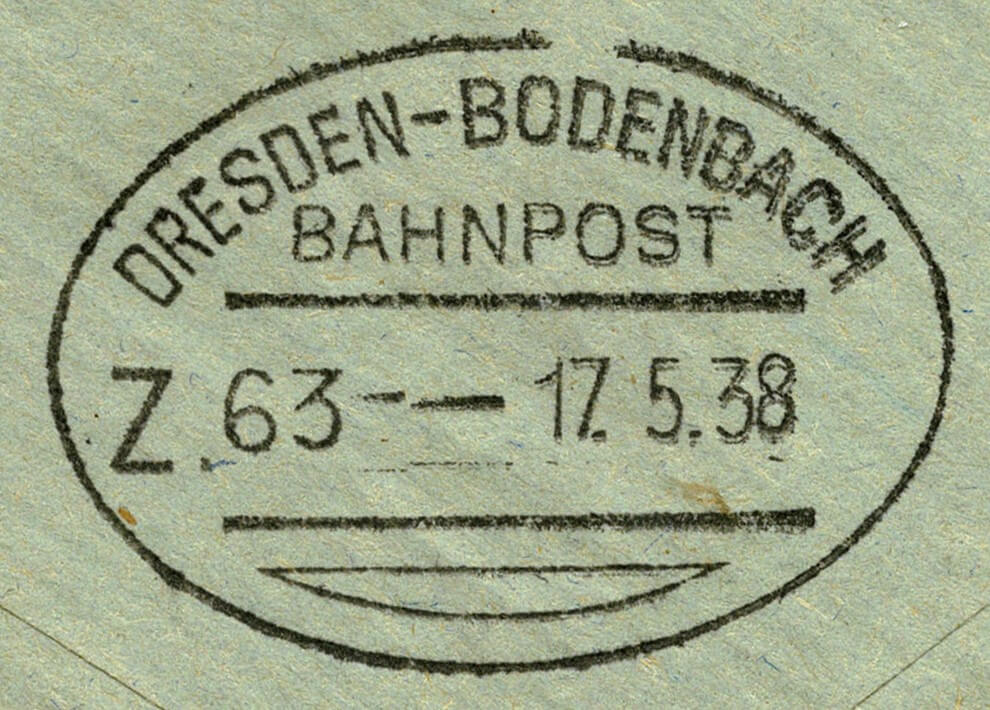 DRESDEN-BODENBACH
BAHNPOST
Z. 63-- 17. 5. 38